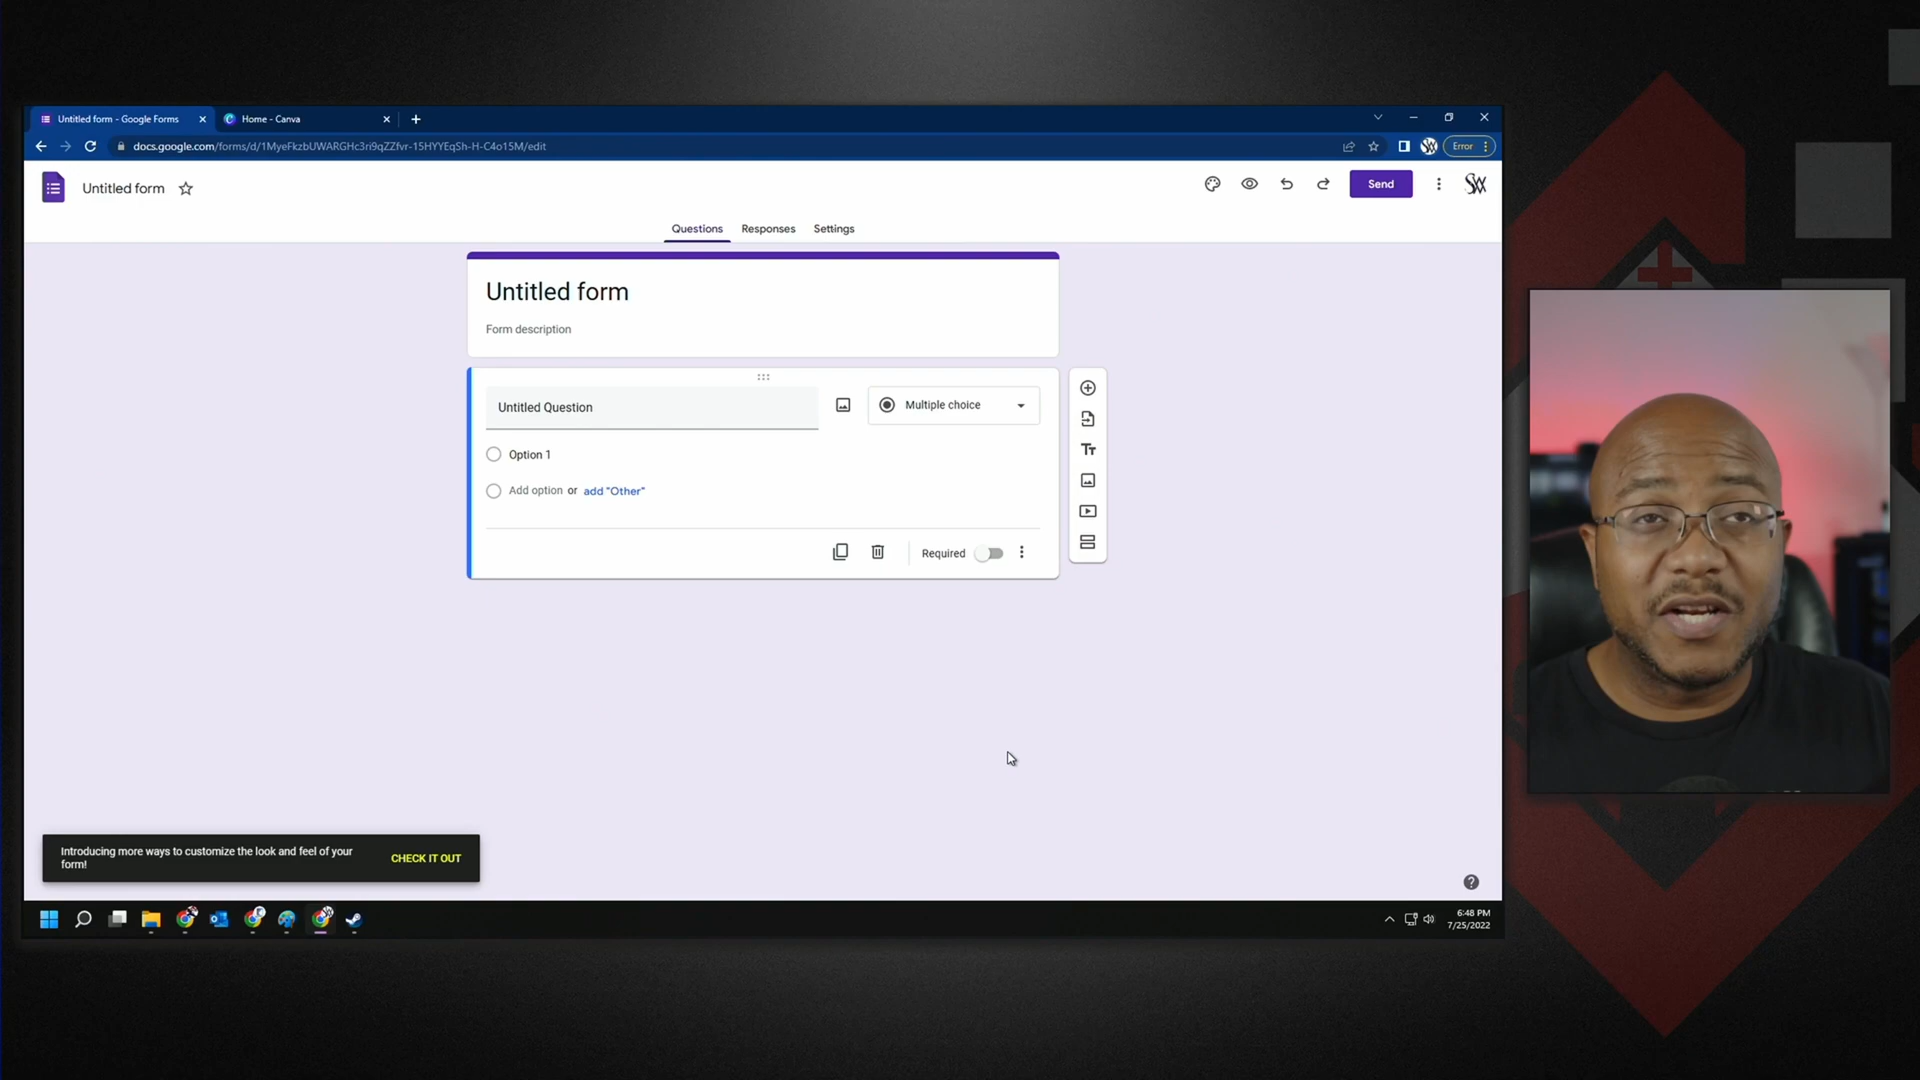 Untitled form - Google Forms
Home - Canva
docs.google.com/forms/d/1MyeFkzbUWARGHc3ri9qZZfvr-15HYYEqSh-H-C4o15M/edit
Error
Untitled form
Send
Questions Responses Settings
Untitled form
Form description
Untitled Question
Multiple choice
Option 1
Add option or add "Other"
Required
Introducing more ways to customize the look and feel of your
form!
CHECK IT OUT
6:48 PM
7/25/2022